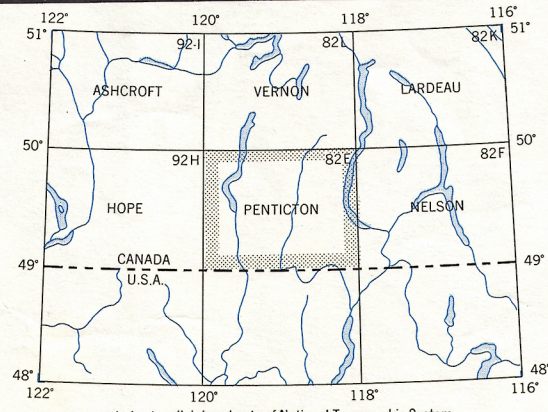 122° 120° 118° 116°
51° 92-I 82L 82K 51°
ASHCROFT VERNON LARDEAU
50° 50°
92H 82E 82F
HOPE PENTICTON NELSON
CANADA
49° 49°
U.S.A.
48° 48°
122° 120° 118° 116°